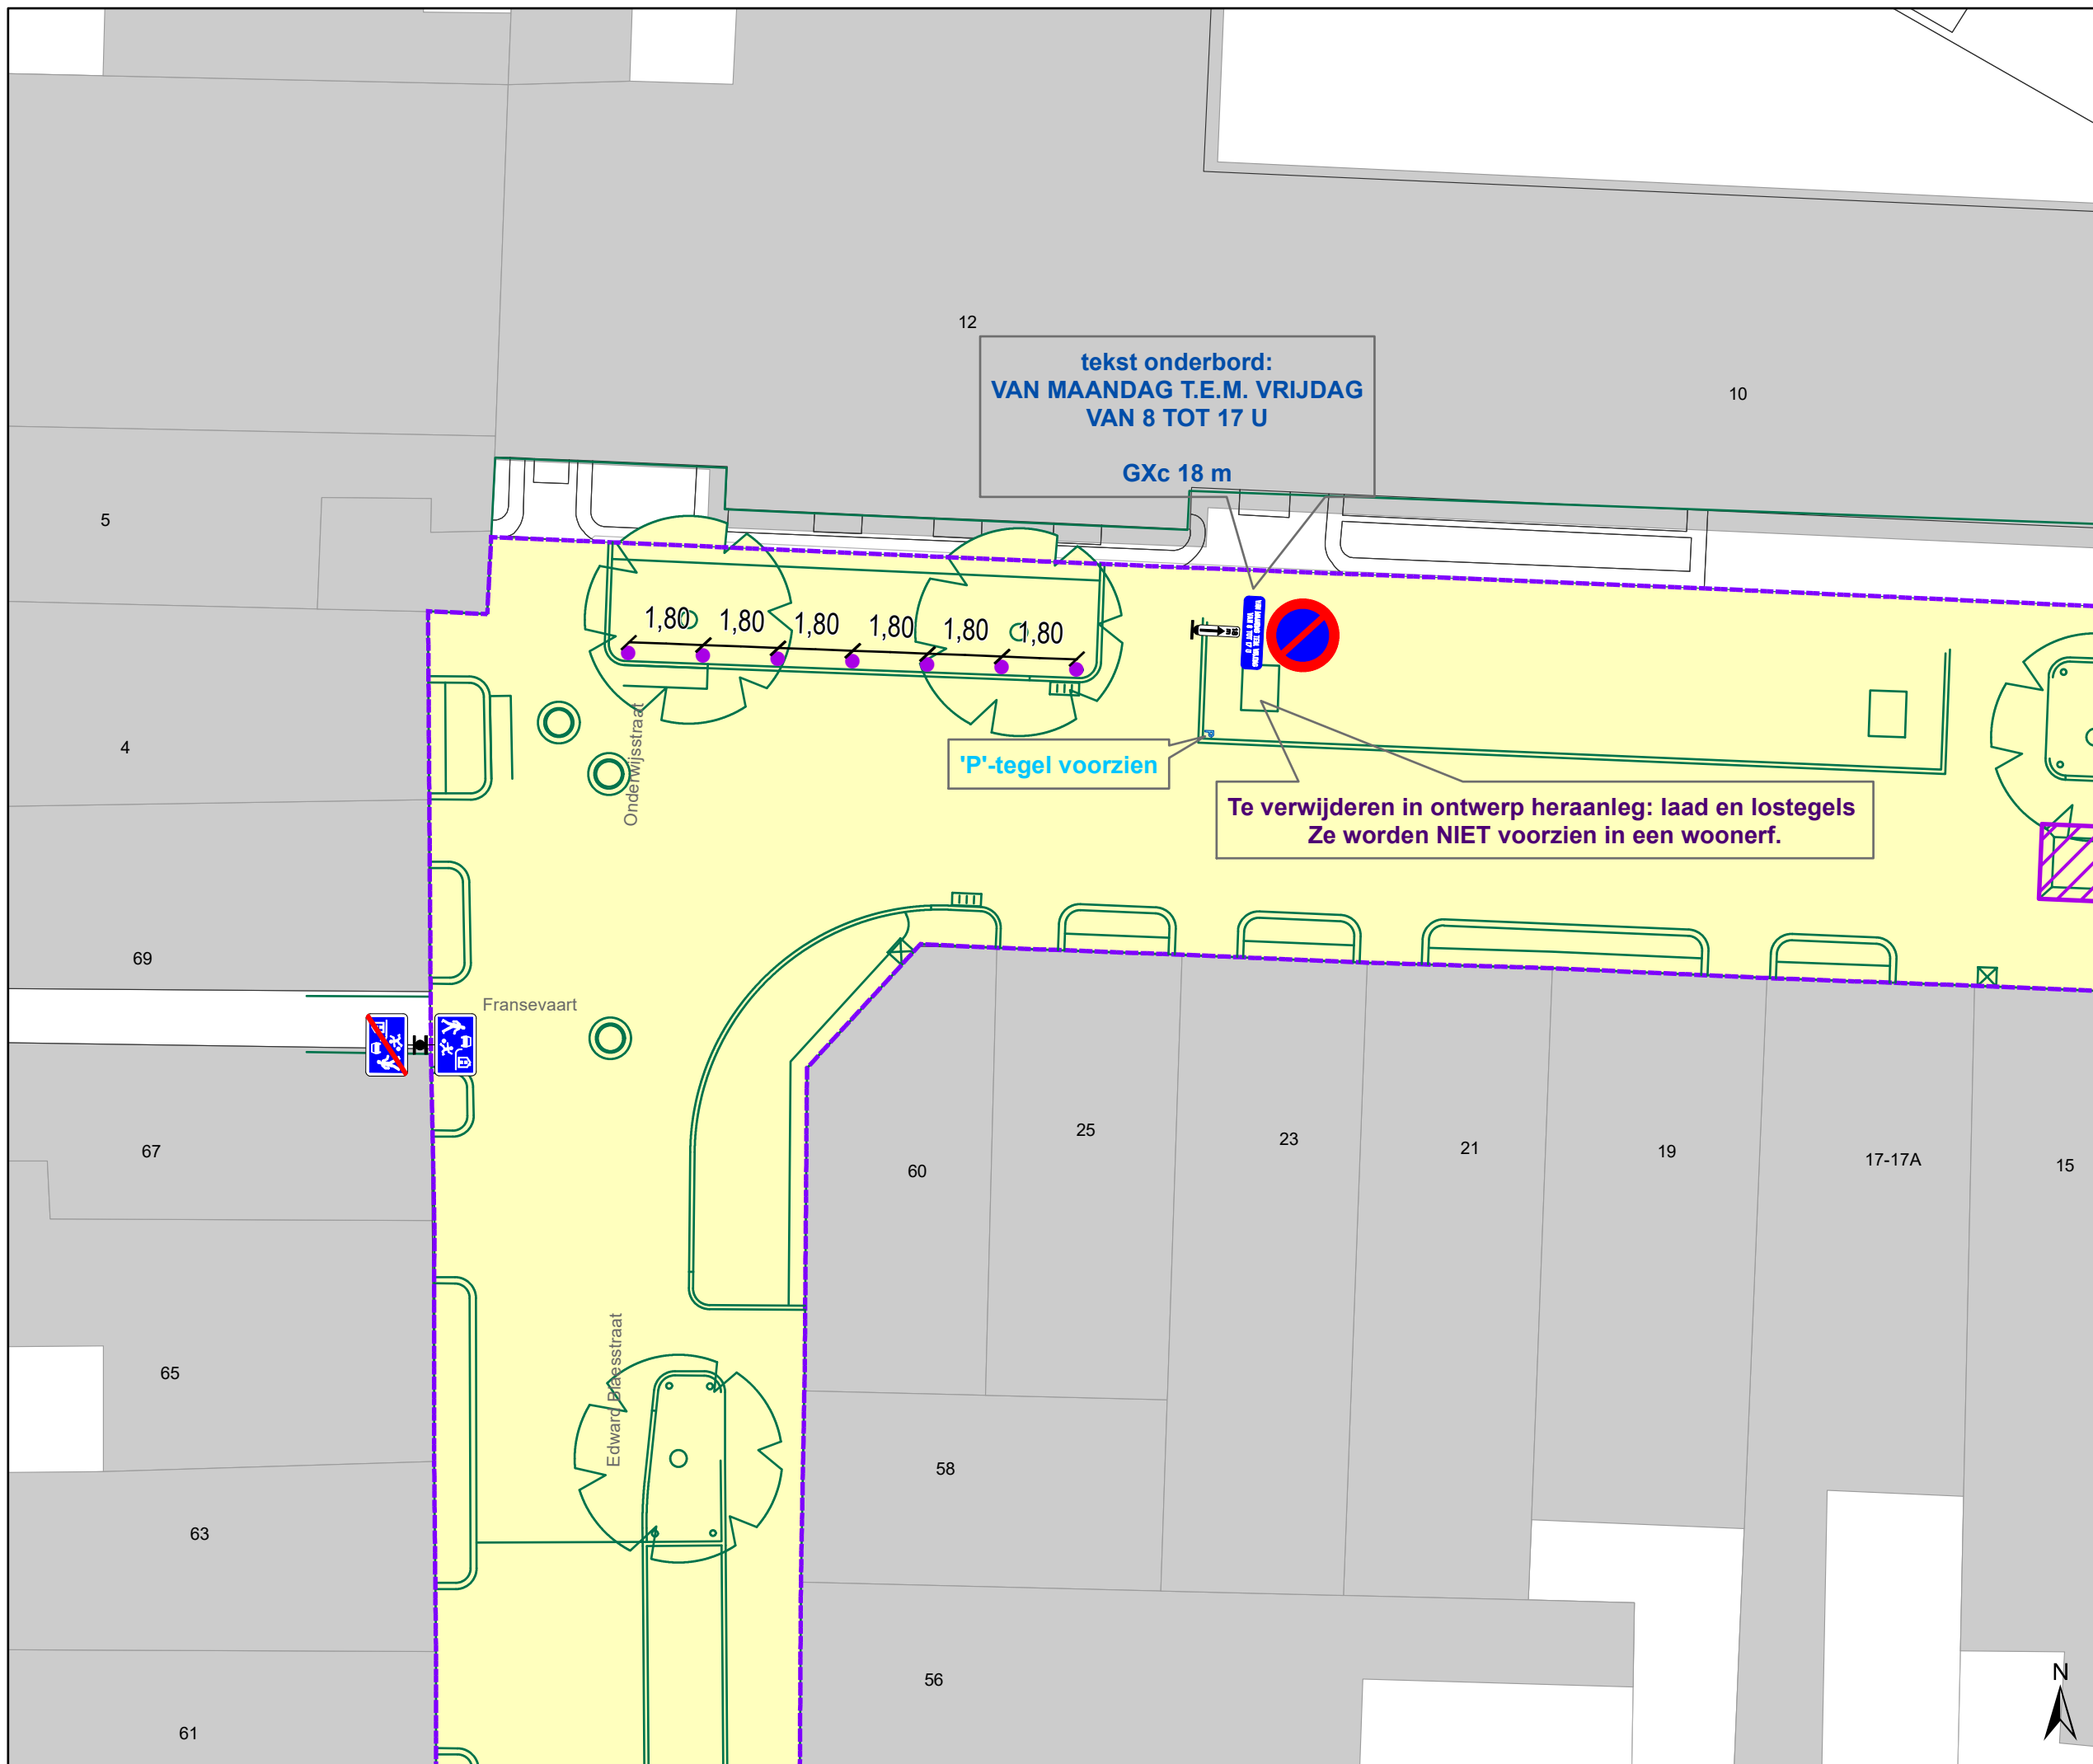 12
tekst onderbord:
VAN MAANDAG T.E.M. VRIJDAG
VAN 8 TOT 17 U
GXc 18 m
10
5
1,80
1,80
1,80
1,80
1,80
1,80
Onderwijsstraat
'P'-tegel voorzien
Te verwijderen in ontwerp heraanleg: laad en lostegels
Ze worden NIET voorzien in een woonerf.
4
69
Fransevaart
67
60
25
23
21
19
17-17A
15
65
Edward Blaesstraat
63
58
56
61
N